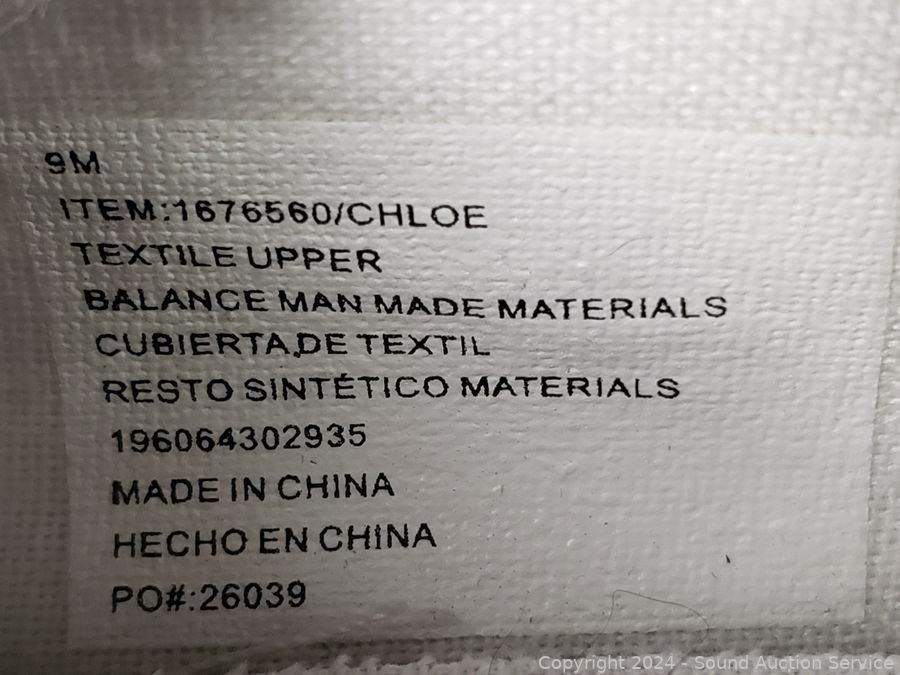 9M
ITEM:1676560/CHLOE
TEXTILE UPPER
BALANCE MAN MADE MATERIALS
CUBIERTA DE TEXTIL
RESTO SINTÉTICO MATERIALS
196064302935
MADE IN CHINA
HECHO EN CHINA
PO#:26039
Copyright 2024 - Sound Auction Service